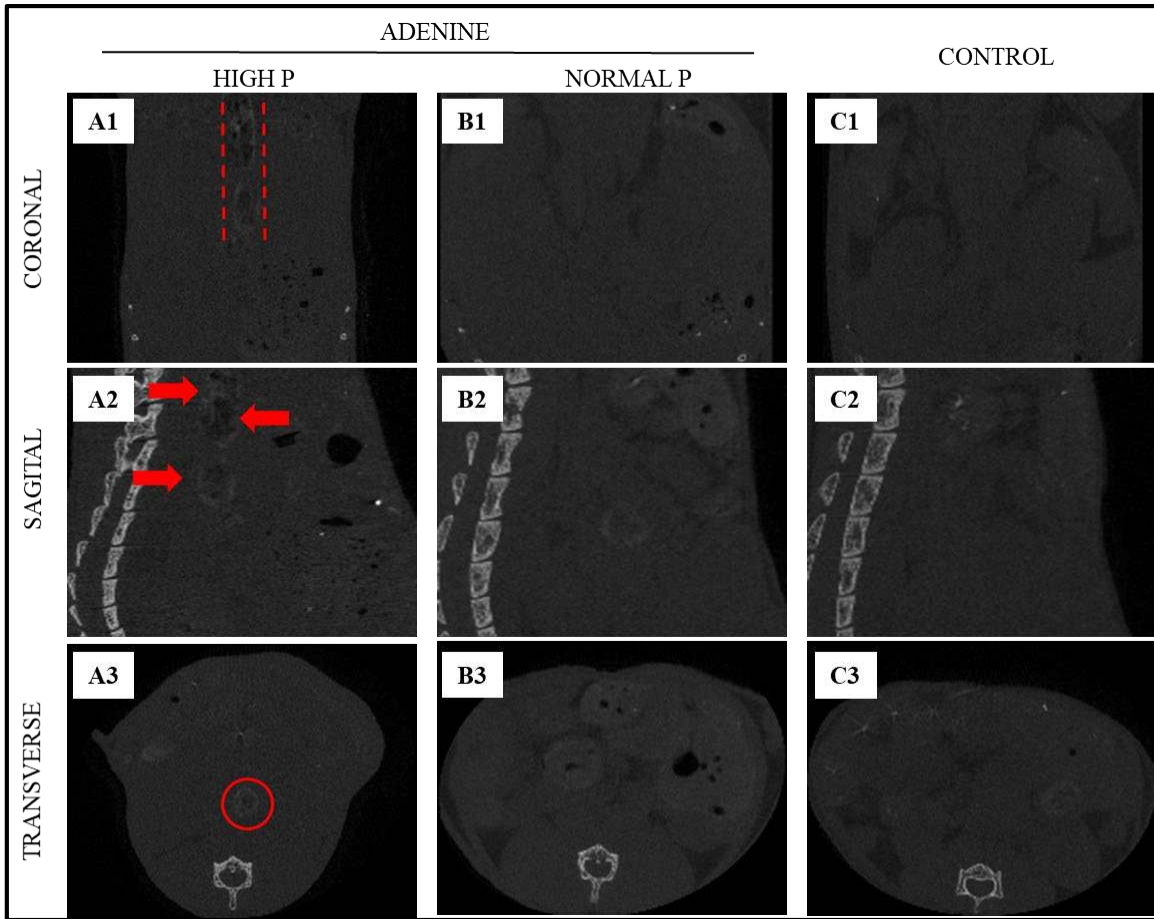 ADENINE
HIGH P
NORMAL P
CONTROL
CORONAL
A1
B1
C1
SAGITAL
A2
B2
C2
TRANSVERSE
A3
B3
C3